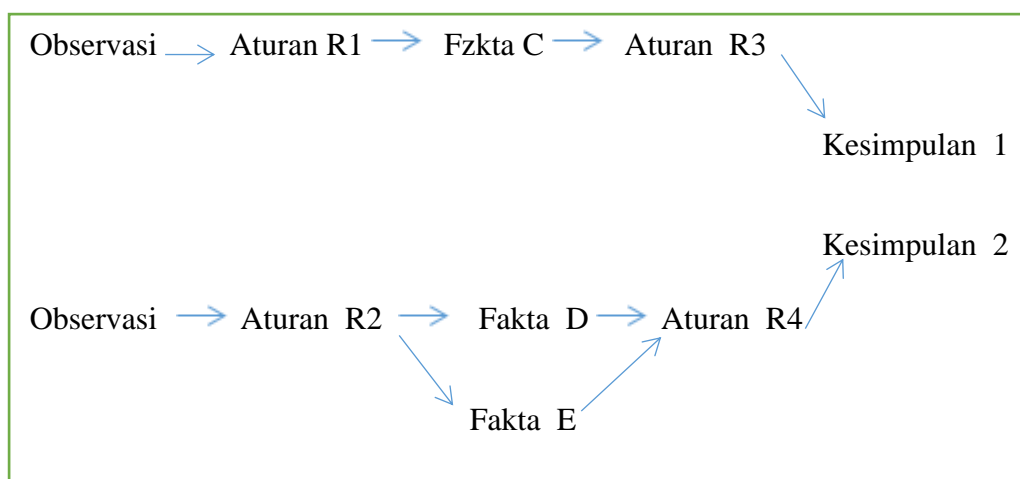 Observasi Aturan R1 Fzkta C Aturan R3
Kesimpulan 1
Kesimpulan 2
Observasi Aturan R2 Fakta D Aturan R4
Fakta E